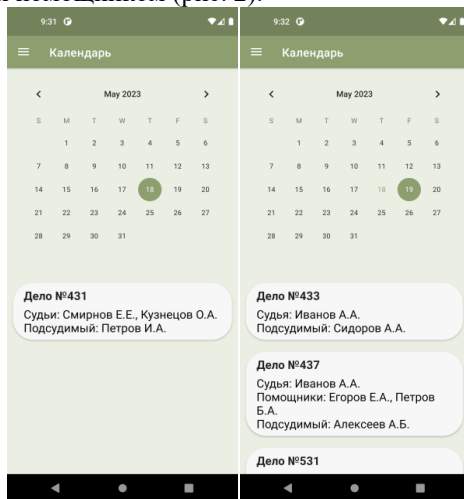 помощником (рис. 2).
9:31
Календарь
May 2023
S M T W T F S
1 2 3 4 5 6
7 8 9 10 11 12 13
14 15 16 17 18 19 20
21 22 23 24 25 26 27
28 29 30 31
Дело №431
Судьи: Смирнов Е.Е., Кузнецов О.А.
Подсудимый: Петров И.А.
9:32
Календарь
May 2023
S M T W T F S
1 2 3 4 5 6
7 8 9 10 11 12 13
14 15 16 17 18 19 20
21 22 23 24 25 26 27
28 29 30 31
Дело №433
Судья: Иванов А.А.
Подсудимый: Сидоров А.А.
Дело №437
Судья: Иванов А.А.
Помощники: Егоров Е.А., Петров
Б.А.
Подсудимый: Алексеев А.Б.
Дело №531